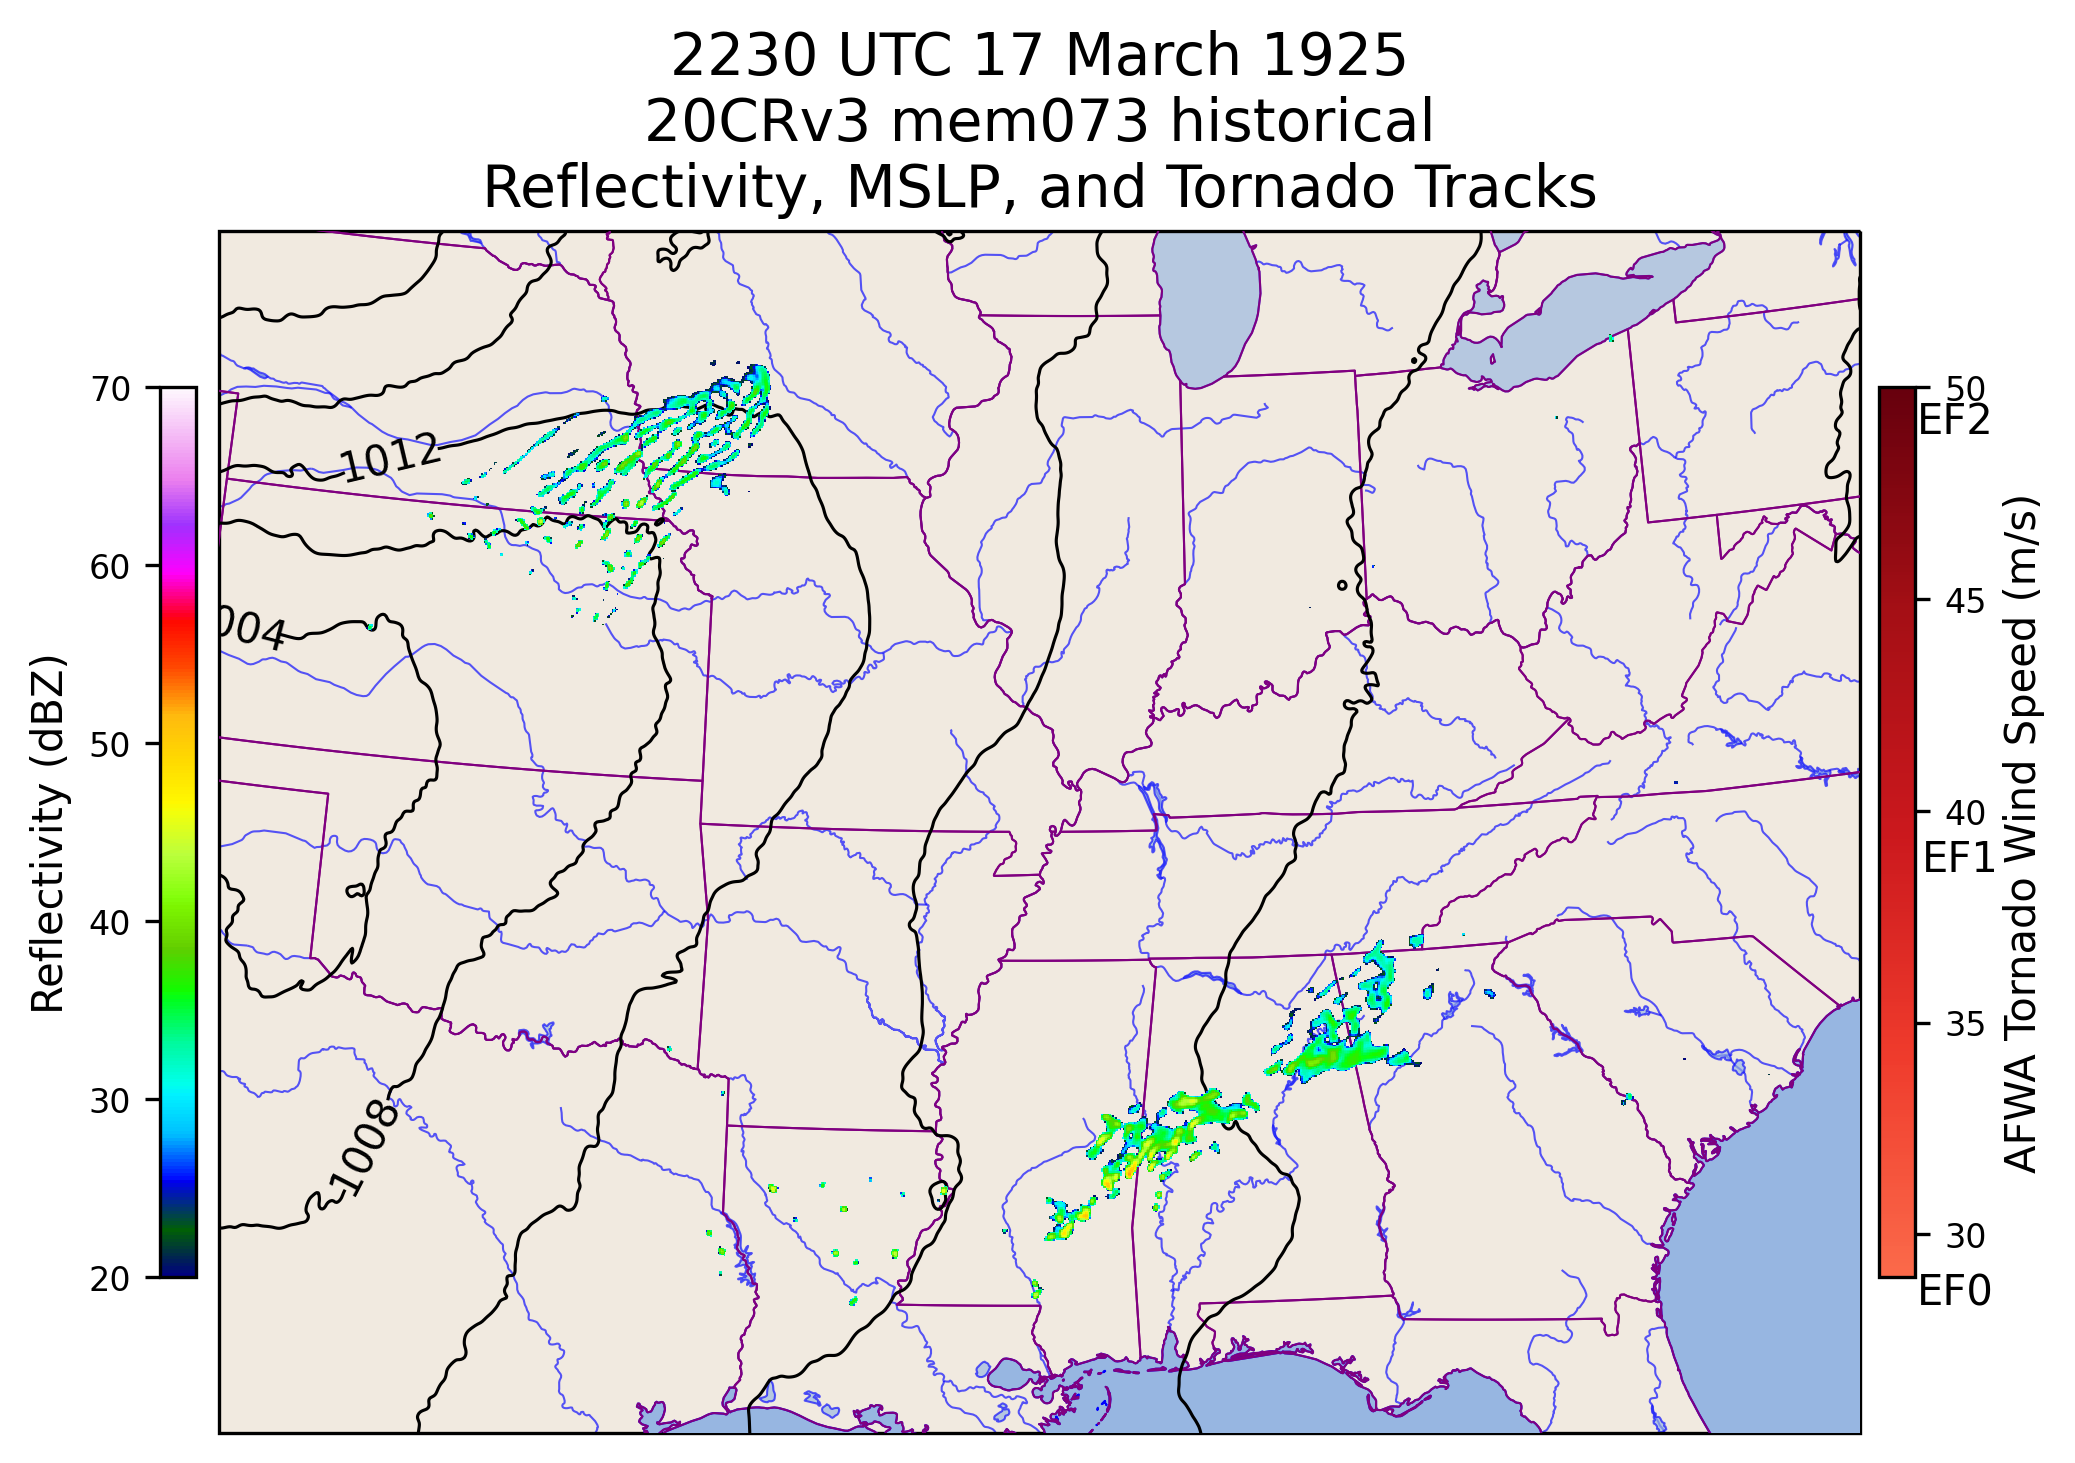 2230 UTC 17 March 1925
20CRv3 mem073 historical
Reflectivity, MSLP, and Tornado Tracks
1012
004
1008
70
60
50
40
30
20
Reflectivity (dBZ)
50
EF2
45
40
EF1
35
30
EF0
AFWA Tornado Wind Speed (m/s)